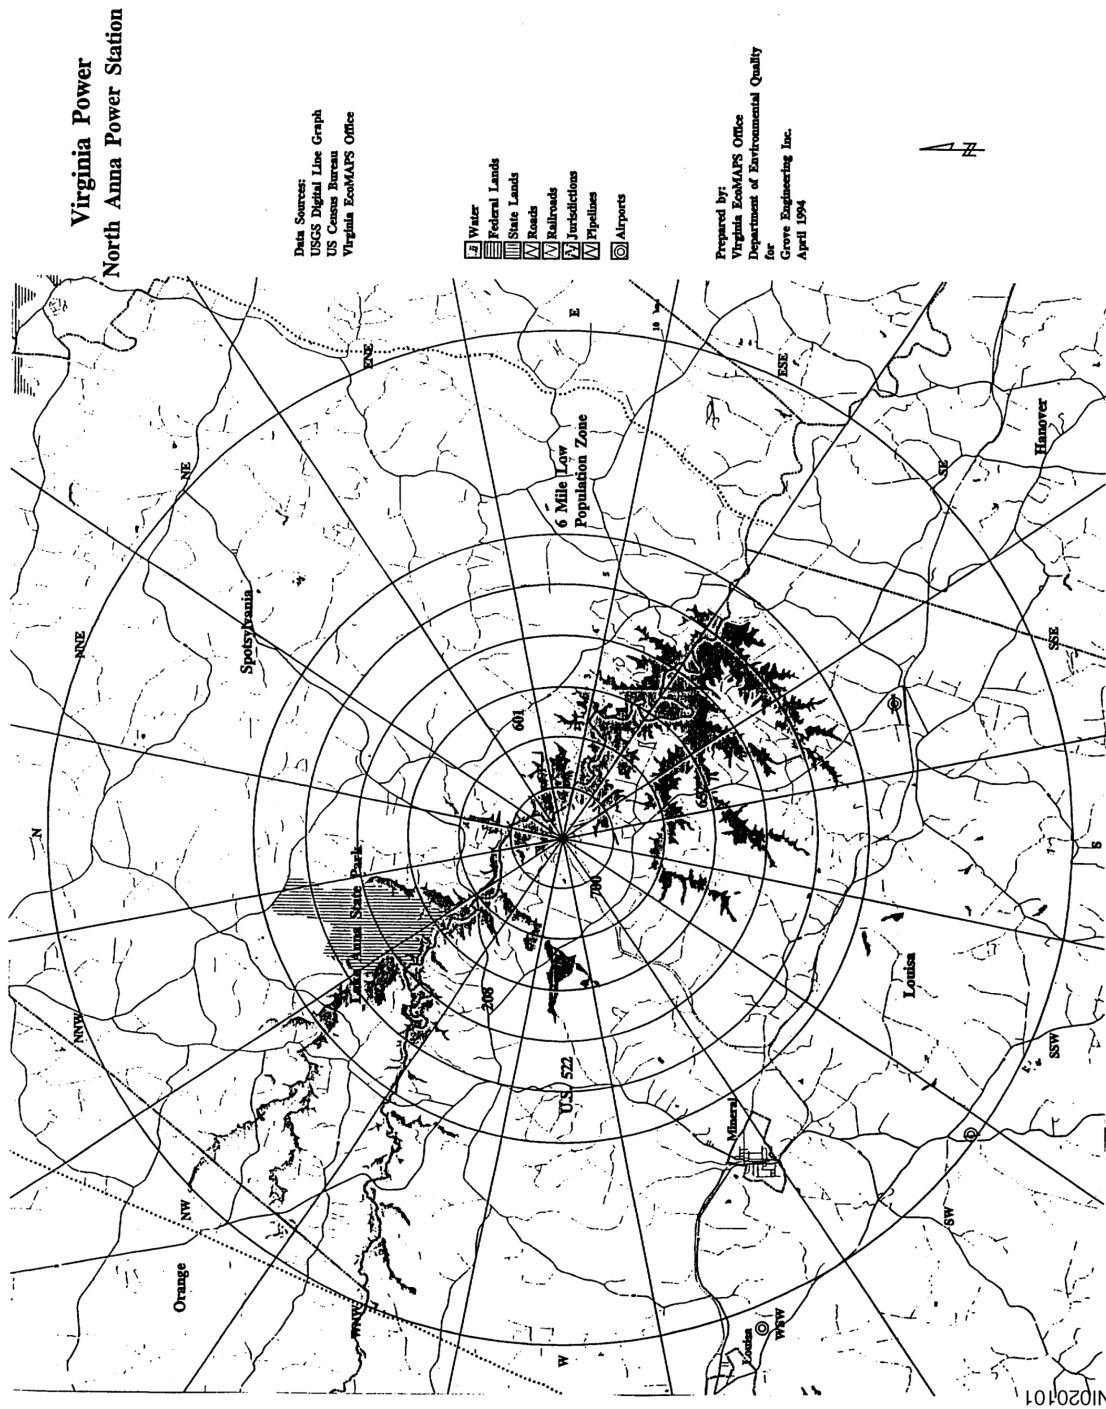 Virginia Power
North Anna Power Station
Data Sources:
USGS Digital Line Graph
US Census Bureau
Virginia EcoMAPS Office
Water
Federal Lands
State Lands
Roads
Railroads
Jurisdictions
Pipelines
Airports
Prepared by:
Virginia EcoMAPS Office
Department of Environmental Quality
for
Grove Engineering Inc.
April 1994
N
N
NNE
NE
ENE
E
ESE
SE
SSE
S
SSW
SW
WSW
W
WNW
NW
NNW
Spotsylvania
Lake Anna State Park
6 Mile Low
Population Zone
Hanover
Louisa
Louisa
Mineral
Orange
601
208
U.S. 522
700
3
4
5
10